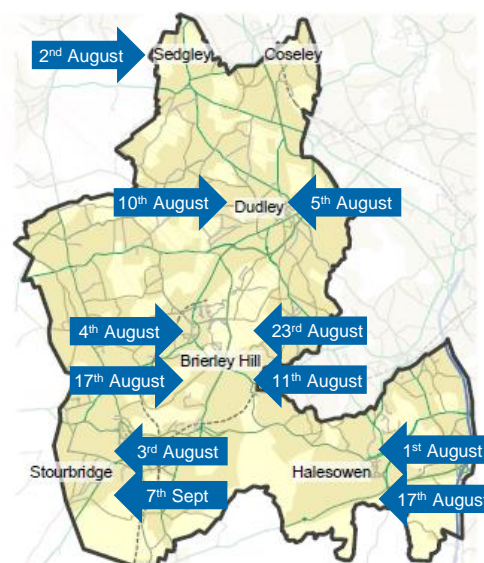 2nd August
Sedgley
Coseley
10th August
Dudley
5th August
4th August
23rd August
Brierley Hill
17th August
11th August
3rd August
1st August
Stourbridge
Halesowen
7th Sept
17th August